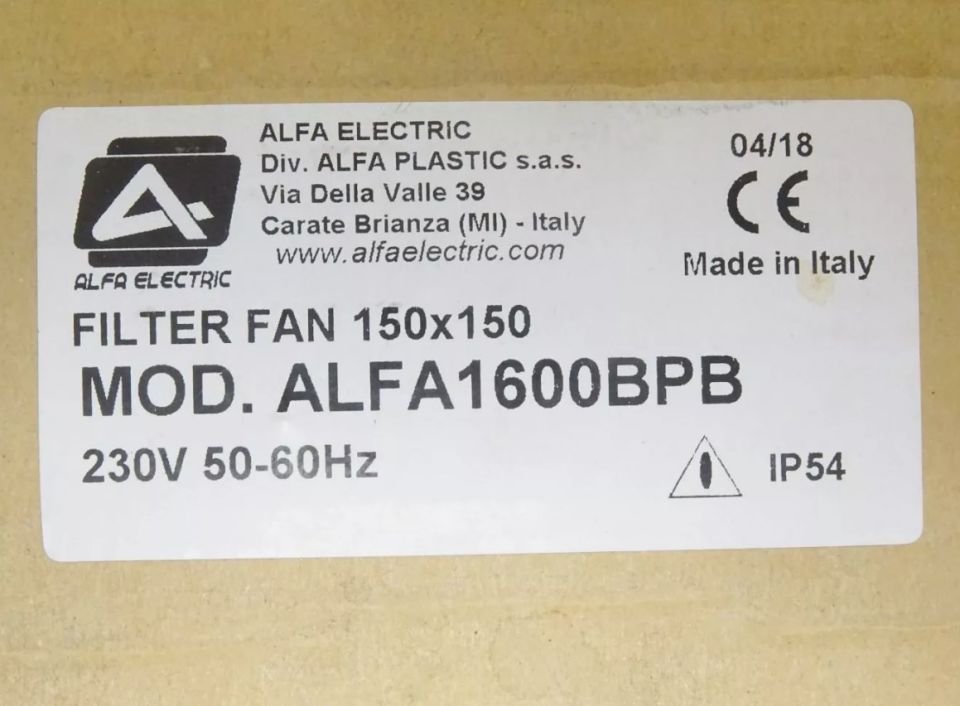 ALFA ELECTRIC
Div. ALFA PLASTIC s.a.s.
Via Della Valle 39
Carate Brianza (MI) - Italy
www.alfaelectric.com
ALFA ELECTRIC
04/18
CE
Made in Italy
FILTER FAN 150x150
MOD. ALFA1600BPB
230V 50-60Hz
IP54